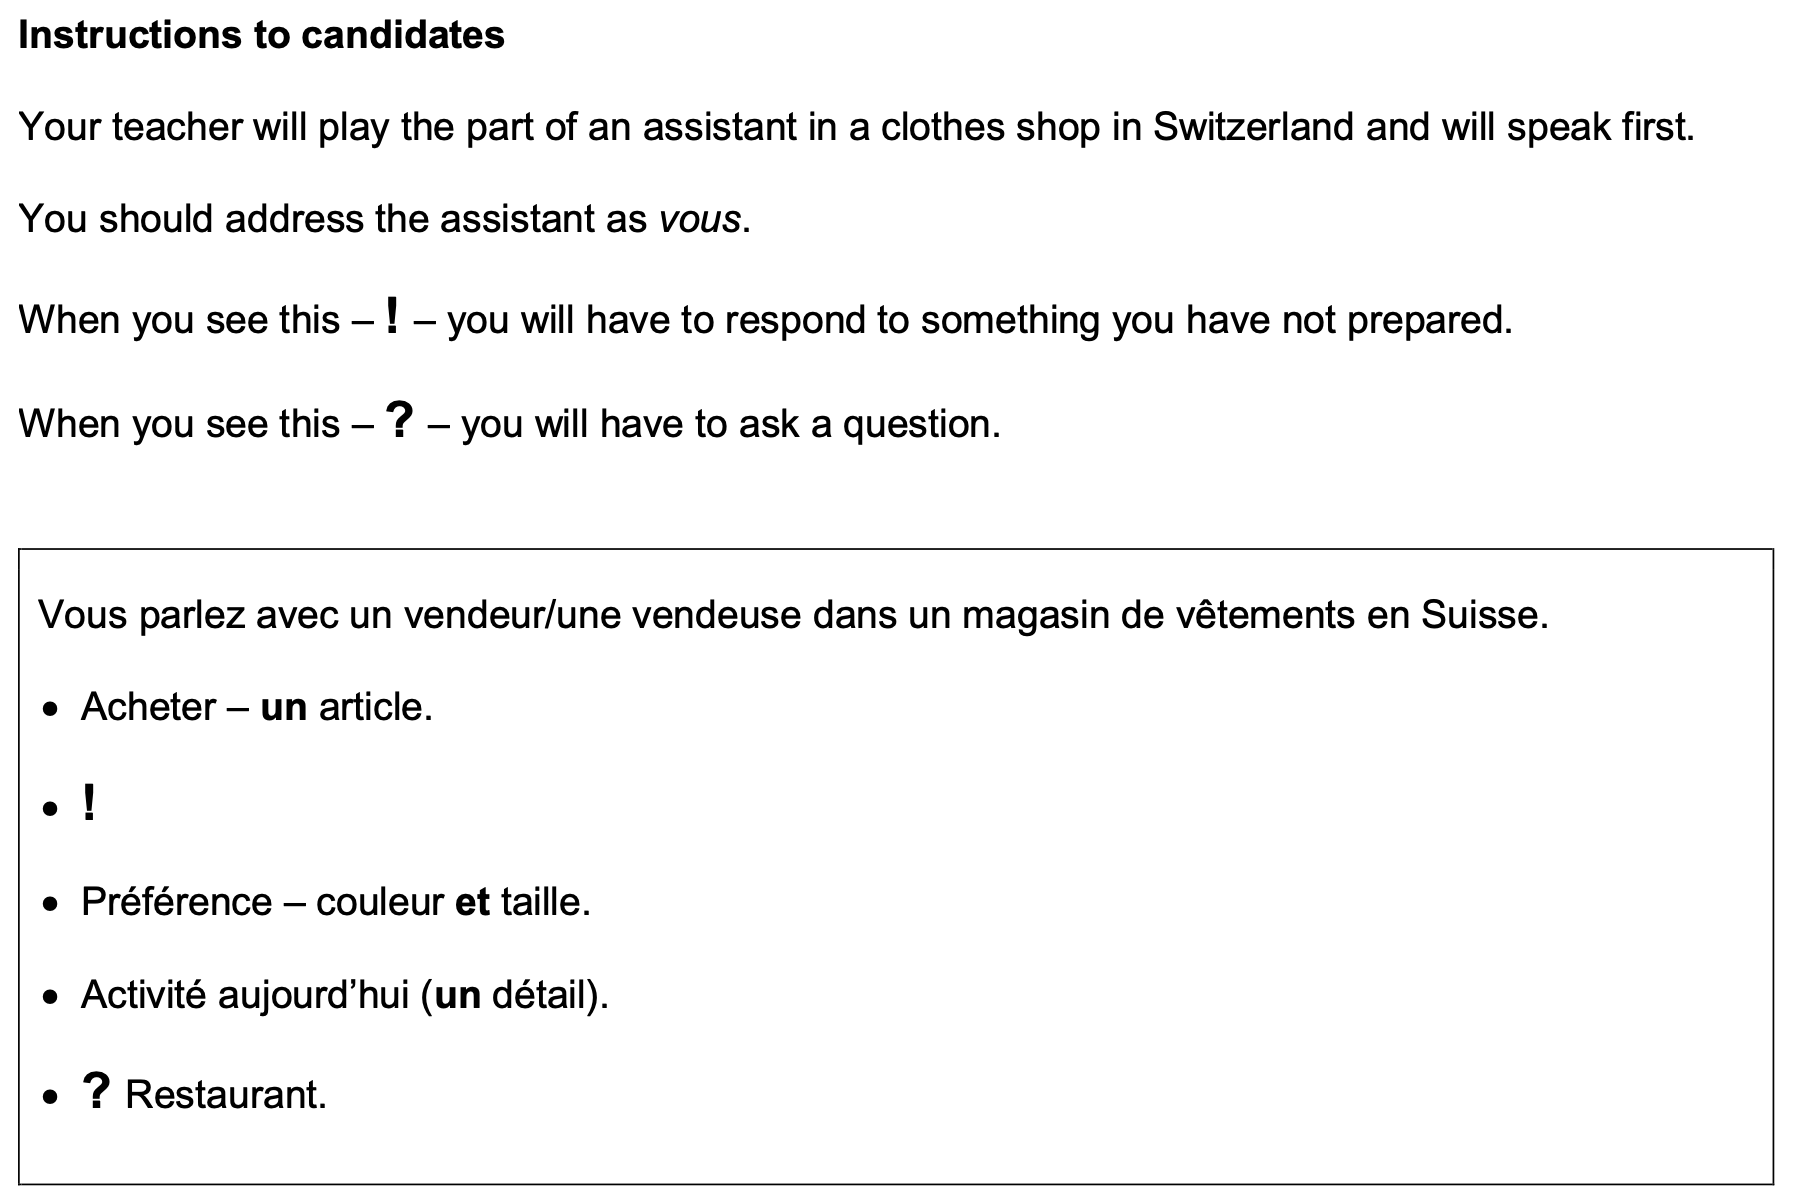 Instructions to candidates
Your teacher will play the part of an assistant in a clothes shop in Switzerland and will speak first.
You should address the assistant as vous.
When you see this – ! – you will have to respond to something you have not prepared.
When you see this – ? – you will have to ask a question.
Vous parlez avec un vendeur/une vendeuse dans un magasin de vêtements en Suisse.
• Acheter – un article.
• !
• Préférence – couleur et taille.
• Activité aujourd’hui (un détail).
• ? Restaurant.